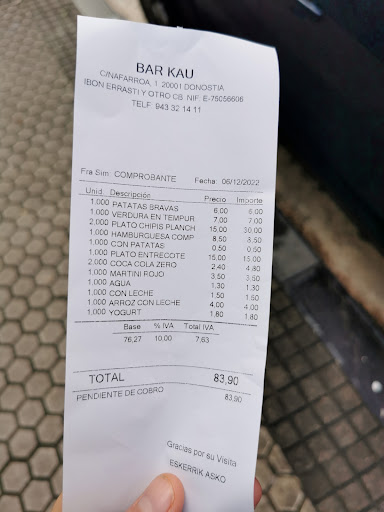 BAR KAU
C/NAFARROA, 1 20001 DONOSTIA
IBON ERRASTI Y OTRO CB NIF: E-75056606
TELF 943 32 14 11
Fra Sim: COMPROBANTE Fecha: 06/12/2022
Unid. Descripción Precio Importe
1.000 PATATAS BRAVAS 6,00 6,00
1.000 VERDURA EN TEMPUR 7,00 7,00
2.000 PLATO CHIPIS PLANCH 15,00 30,00
1.000 HAMBURGUESA COMP 8,50 8,50
1.000 CON PATATAS 0,50 0,50
1.000 PLATO ENTRECOTE 15,00 15,00
2.000 COCA COLA ZERO 2,40 4,80
1.000 MARTINI ROJO 3,50 3,50
1.000 AGUA 1,30 1,30
1.000 CON LECHE 1,50 1,50
1.000 ARROZ CON LECHE 4,00 4,00
1.000 YOGURT 1,80 1,80
Base % IVA Total IVA
76,27 10,00 7,63
TOTAL 83,90
PENDIENTE DE COBRO 83,90
Gracias por su Visita
ESKERRIK ASKO